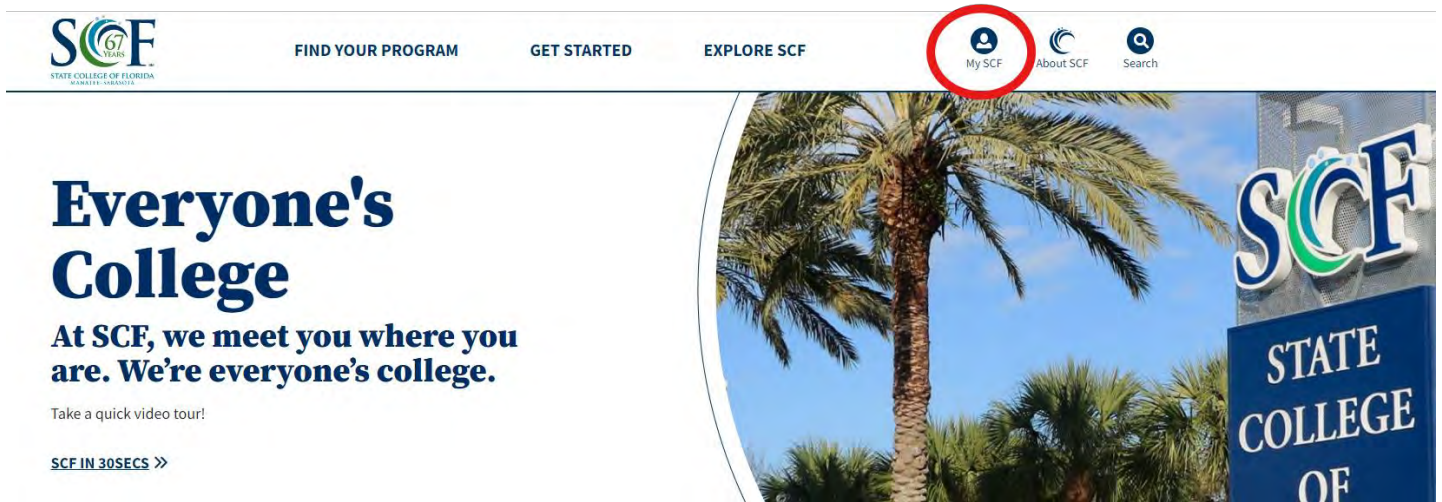 SCF
67
YEARS
STATE COLLEGE OF FLORIDA
MANATEE-SARASOTA
FIND YOUR PROGRAM
GET STARTED
EXPLORE SCF
My SCF
About SCF
Search
Everyone's
College
At SCF, we meet you where you
are. We’re everyone’s college.
Take a quick video tour!
SCF IN 30SECS »
SCF
STATE
COLLEGE
OF